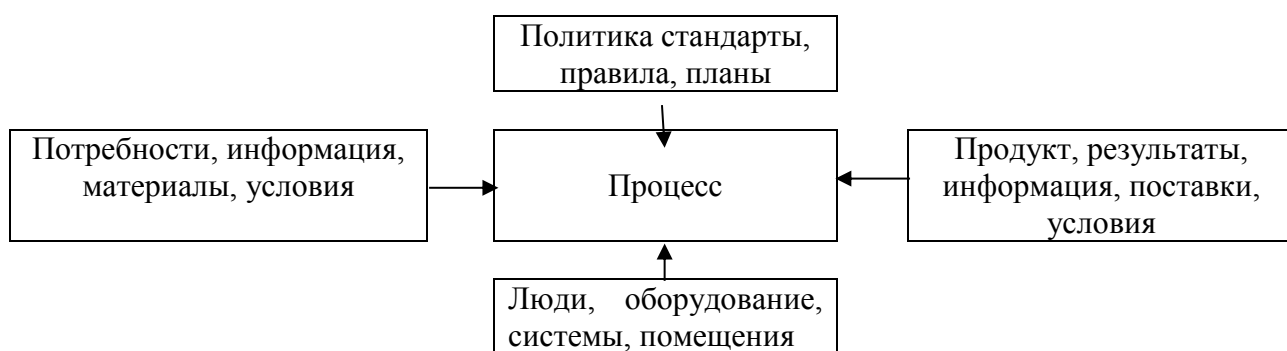 Политика стандарты,
правила, планы
Потребности, информация,
материалы, условия
Процесс
Продукт, результаты,
информация, поставки,
условия
Люди, оборудование,
системы, помещения